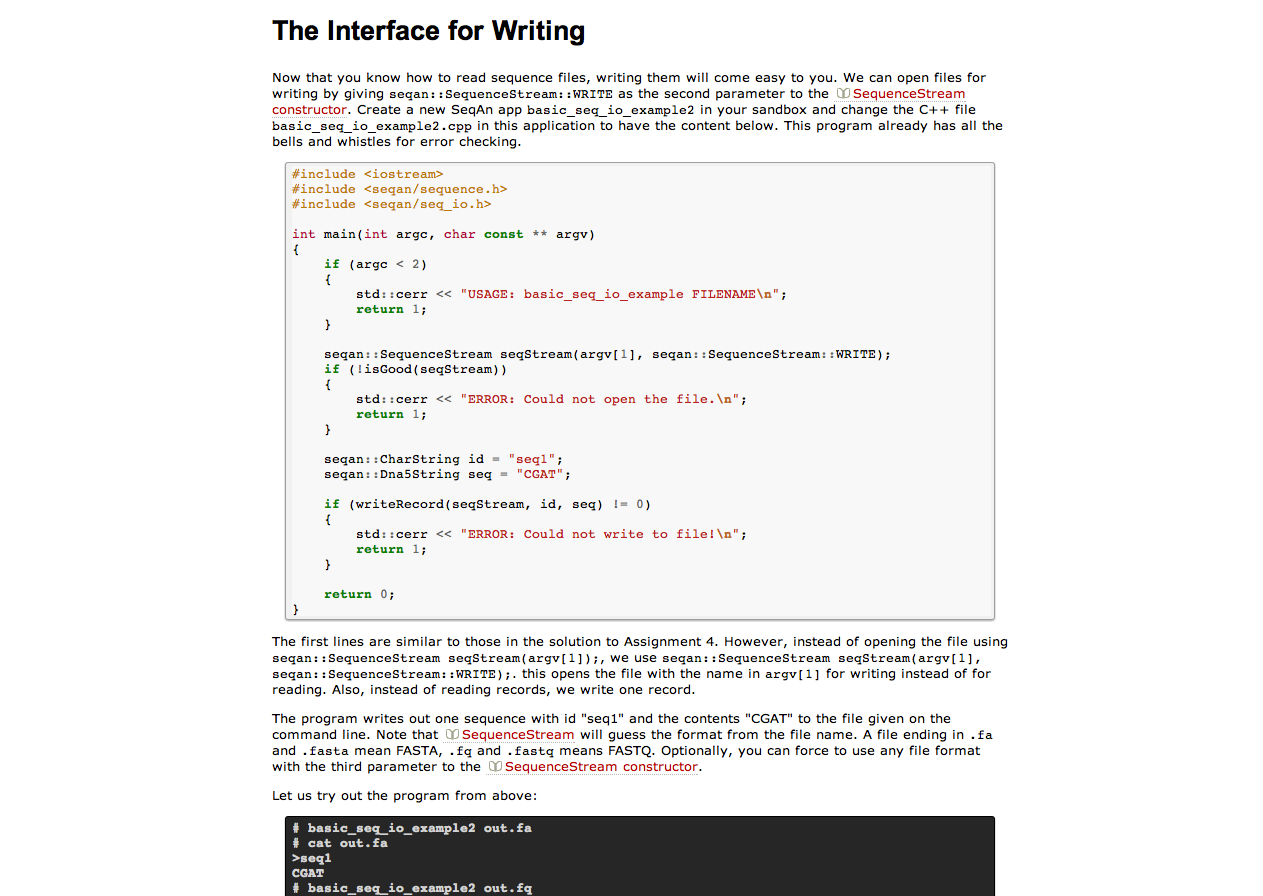 The Interface for Writing
Now that you know how to read sequence files, writing them will come easy to you. We can open files for
writing by giving seqan::SequenceStream::WRITE as the second parameter to the SequenceStream
constructor. Create a new SeqAn app basic_seq_io_example2 in your sandbox and change the C++ file
basic_seq_io_example2.cpp in this application to have the content below. This program already has all the
bells and whistles for error checking.
#include <iostream>
#include <seqan/sequence.h>
#include <seqan/seq_io.h>
int main(int argc, char const ** argv)
{
    if (argc < 2)
    {
        std::cerr << "USAGE: basic_seq_io_example FILENAME\n";
        return 1;
    }
    seqan::SequenceStream seqStream(argv[1], seqan::SequenceStream::WRITE);
    if (!isGood(seqStream))
    {
        std::cerr << "ERROR: Could not open the file.\n";
        return 1;
    }
    seqan::CharString id = "seq1";
    seqan::Dna5String seq = "CGAT";
    if (writeRecord(seqStream, id, seq) != 0)
    {
        std::cerr << "ERROR: Could not write to file!\n";
        return 1;
    }
    return 0;
}
The first lines are similar to those in the solution to Assignment 4. However, instead of opening the file using
seqan::SequenceStream seqStream(argv[1]);, we use seqan::SequenceStream seqStream(argv[1],
seqan::SequenceStream::WRITE);. this opens the file with the name in argv[1] for writing instead of for
reading. Also, instead of reading records, we write one record.
The program writes out one sequence with id "seq1" and the contents "CGAT" to the file given on the
command line. Note that SequenceStream will guess the format from the file name. A file ending in .fa
and .fasta mean FASTA, .fq and .fastq means FASTQ. Optionally, you can force to use any file format
with the third parameter to the SequenceStream constructor.
Let us try out the program from above:
# basic_seq_io_example2 out.fa
# cat out.fa
>seq1
CGAT
# basic_seq_io_example2 out.fq